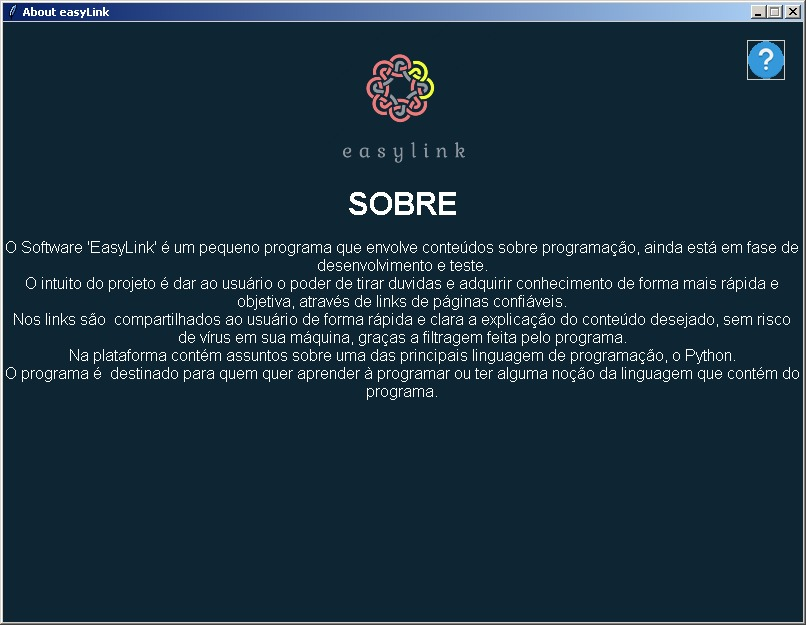 About easyLink
?
easylink
SOBRE
O Software 'EasyLink' é um pequeno programa que envolve conteúdos sobre programação, ainda está em fase de
desenvolvimento e teste.
O intuito do projeto é dar ao usuário o poder de tirar duvidas e adquirir conhecimento de forma mais rápida e
objetiva, através de links de páginas confiáveis.
Nos links são  compartilhados ao usuário de forma rápida e clara a explicação do conteúdo desejado, sem risco
de vírus em sua máquina, graças a filtragem feita pelo programa.
Na plataforma contém assuntos sobre uma das principais linguagem de programação, o Python.
O programa é  destinado para quem quer aprender à programar ou ter alguma noção da linguagem que contém do
programa.